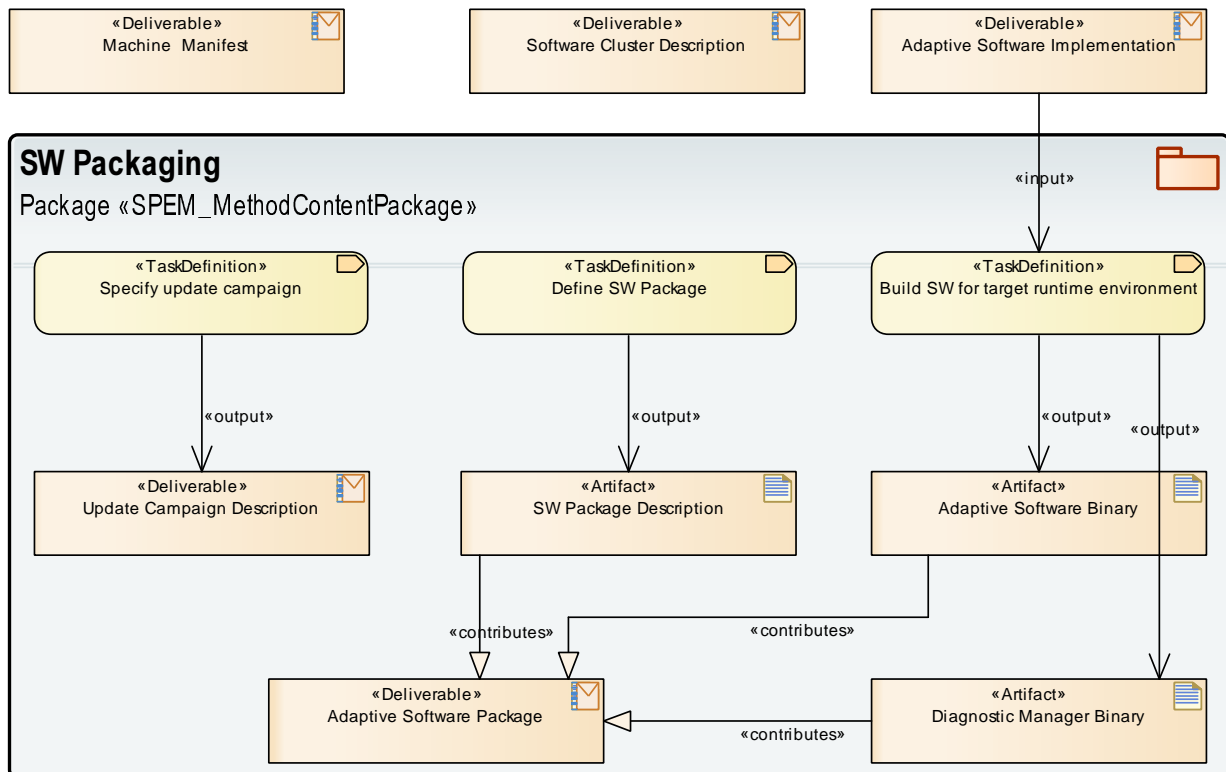 «Deliverable»
Machine  Manifest
«Deliverable»
Software Cluster Description
«Deliverable»
Adaptive Software Implementation
SW Packaging
Package «SPEM_MethodContentPackage»
«input»
«TaskDefinition»
Specify update campaign
«TaskDefinition»
Define SW Package
«TaskDefinition»
Build SW for target runtime environment
«output»
«output»
«output»
«output»
«Deliverable»
Update Campaign Description
«Artifact»
SW Package Description
«Artifact»
Adaptive Software Binary
«contributes»
«contributes»
«Deliverable»
Adaptive Software Package
«Artifact»
Diagnostic Manager Binary
«contributes»